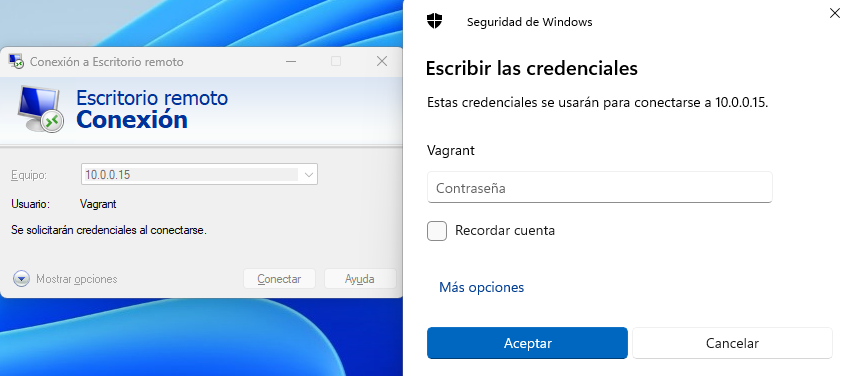 Conexión a Escritorio remoto
Escritorio remoto
Conexión
Equipo: 10.0.0.15
Usuario: Vagrant
Se solicitarán credenciales al conectarse.
Mostrar opciones
Conectar
Ayuda
Seguridad de Windows
Escribir las credenciales
Estas credenciales se usarán para conectarse a 10.0.0.15.
Vagrant
Contraseña
Recordar cuenta
Más opciones
Aceptar
Cancelar